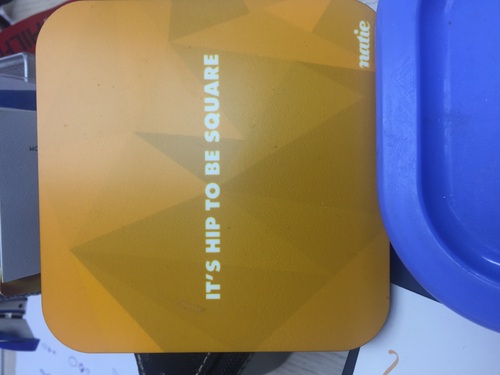 IT'S HIP TO BE SQUARE
natie